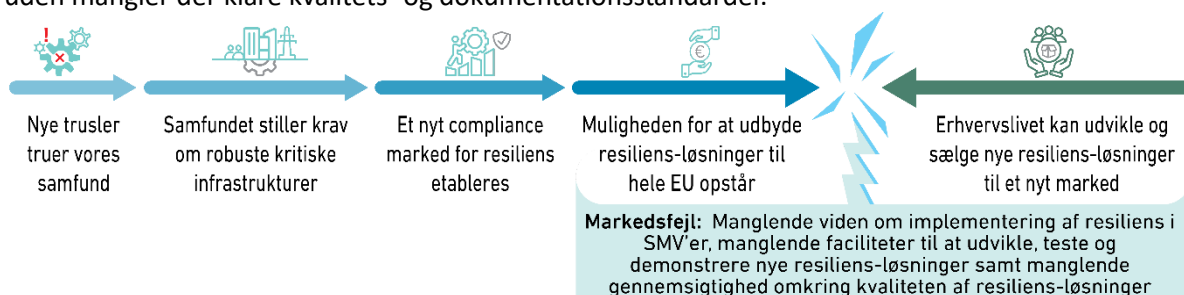 uden mangler der klare kvalitets- og dokumentationsstandarder.
Nye trusler
truer vores
samfund
Samfundet stiller krav
om robuste kritiske
infrastrukturer
Et nyt compliance
marked for resiliens
etableres
Muligheden for at udbyde
resiliens-løsninger til
hele EU opstår
Erhvervslivet kan udvikle og
sælge nye resiliens-løsninger
til et nyt marked
Markedsfejl: Manglende viden om implementering af resiliens i
SMV'er, manglende faciliteter til at udvikle, teste og
demonstrere nye resiliens-løsninger samt manglende
gennemsigtighed omkring kvaliteten af resiliens-løsninger